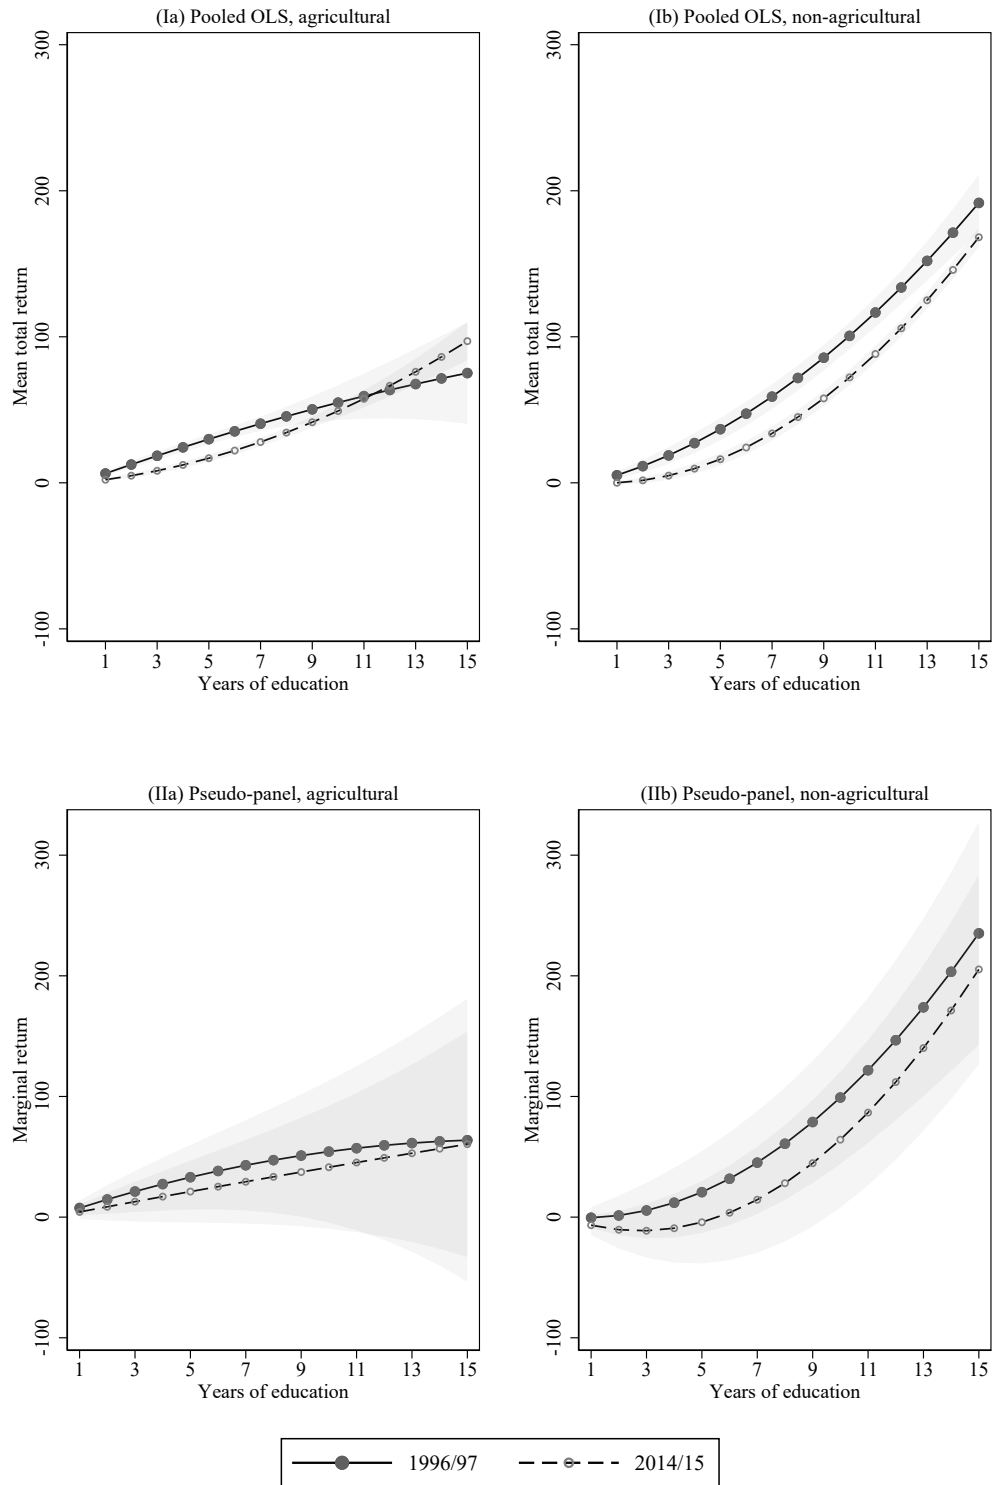 (Ia) Pooled OLS, agricultural
Mean total return
300
200
100
0
-100
1 3 5 7 9 11 13 15
Years of education
(Ib) Pooled OLS, non-agricultural
Mean total return
300
200
100
0
-100
1 3 5 7 9 11 13 15
Years of education
(IIa) Pseudo-panel, agricultural
Marginal return
300
200
100
0
-100
1 3 5 7 9 11 13 15
Years of education
(IIb) Pseudo-panel, non-agricultural
Marginal return
300
200
100
0
-100
1 3 5 7 9 11 13 15
Years of education
1996/97 2014/15